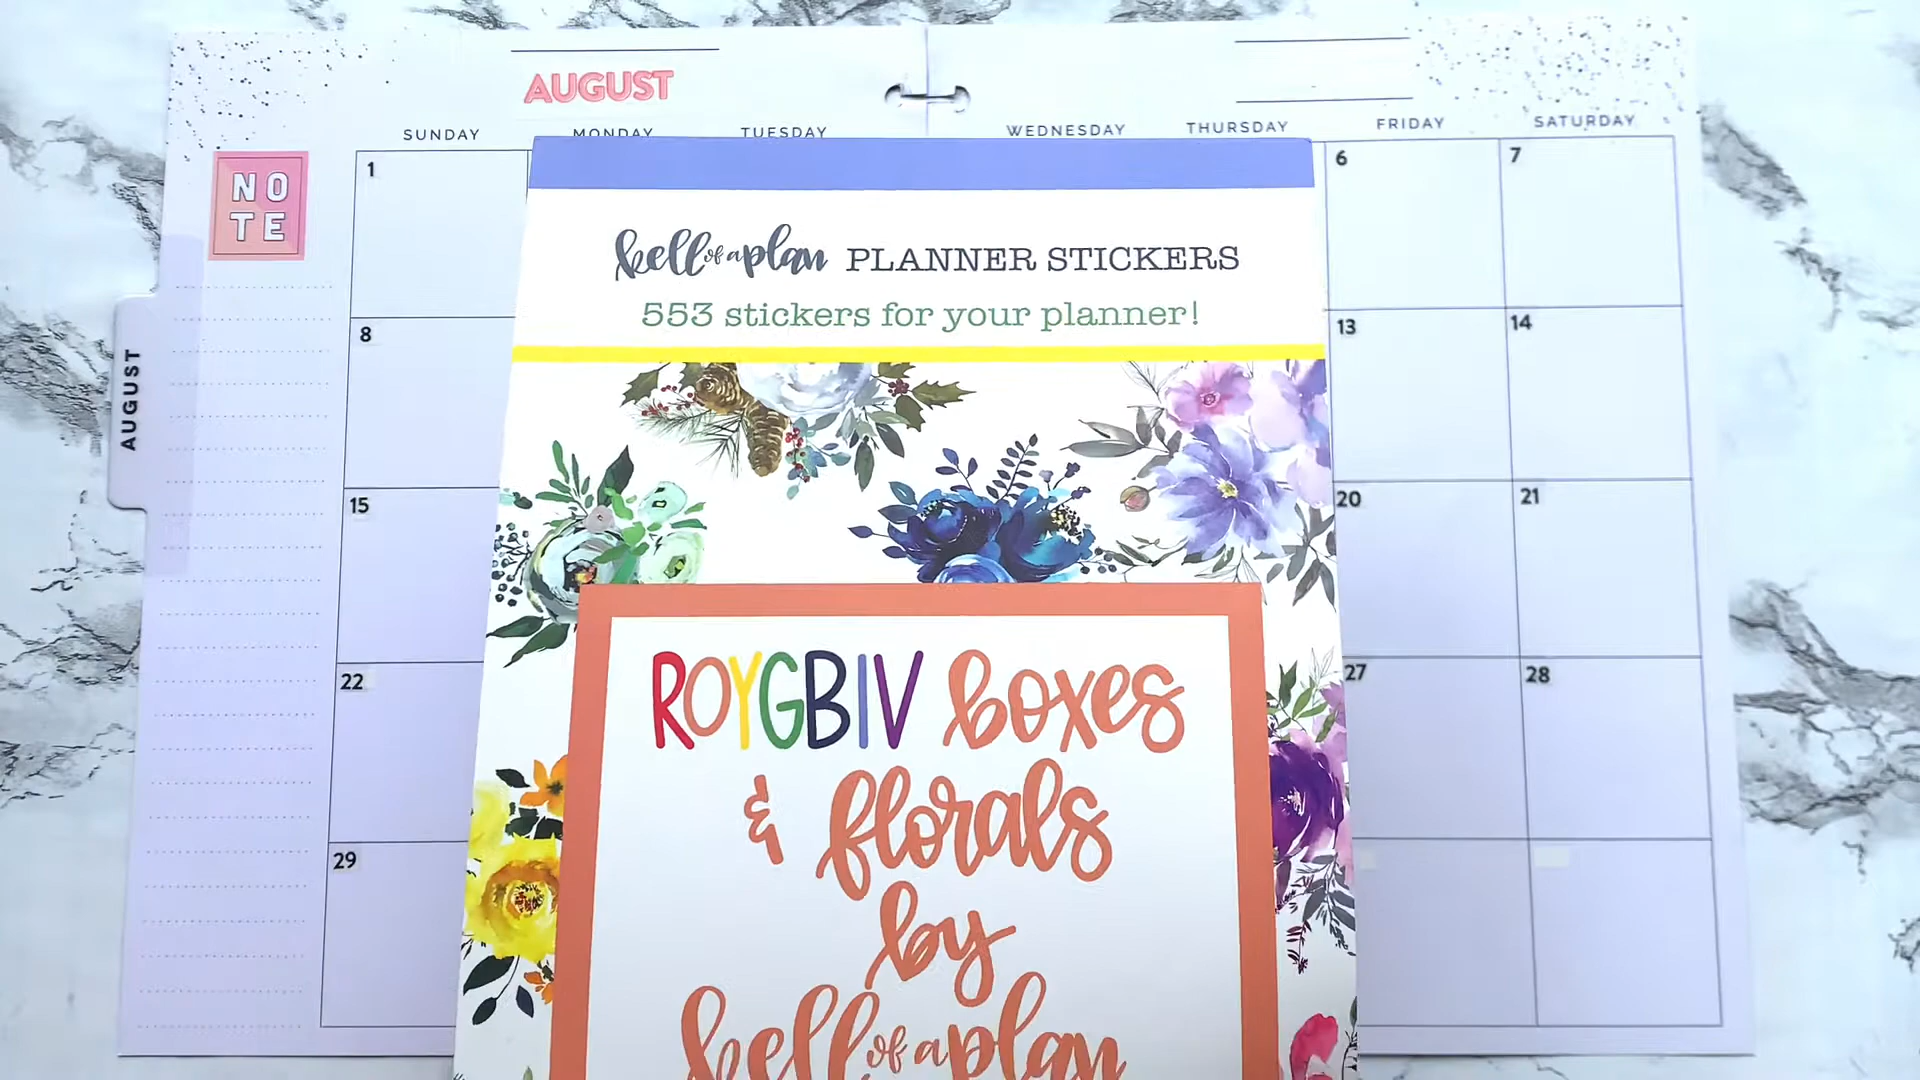 AUGUST
SUNDAY MONDAY TUESDAY WEDNESDAY THURSDAY FRIDAY SATURDAY
NO
TE
1 6 7
kell of a plan PLANNER STICKERS
553 stickers for your planner!
8 13 14
AUGUST
15 20 21
ROYGBIV boxes
22 27 28
& florals
29
by
kell of a plan